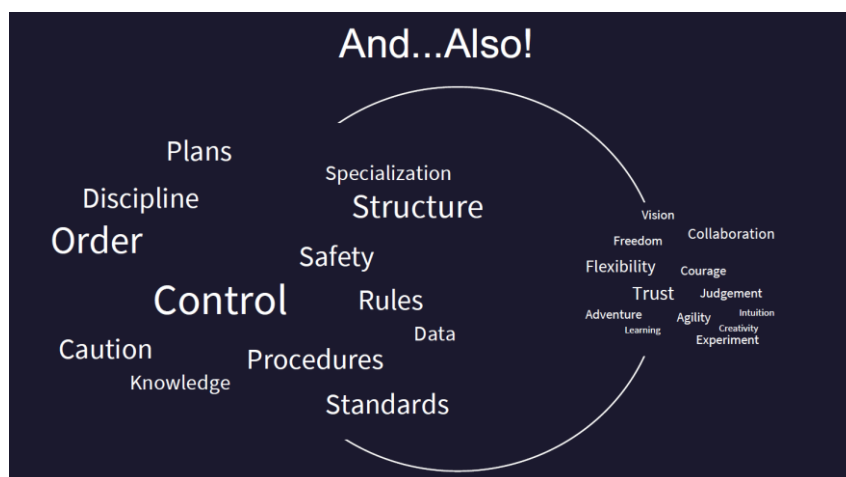 And...Also!
Plans
Specialization
Discipline
Structure
Order
Safety
Control
Rules
Data
Caution
Procedures
Knowledge
Standards
Vision
Collaboration
Freedom
Flexibility
Courage
Trust
Judgement
Adventure
Agility
Intuition
Learning
Creativity
Experiment